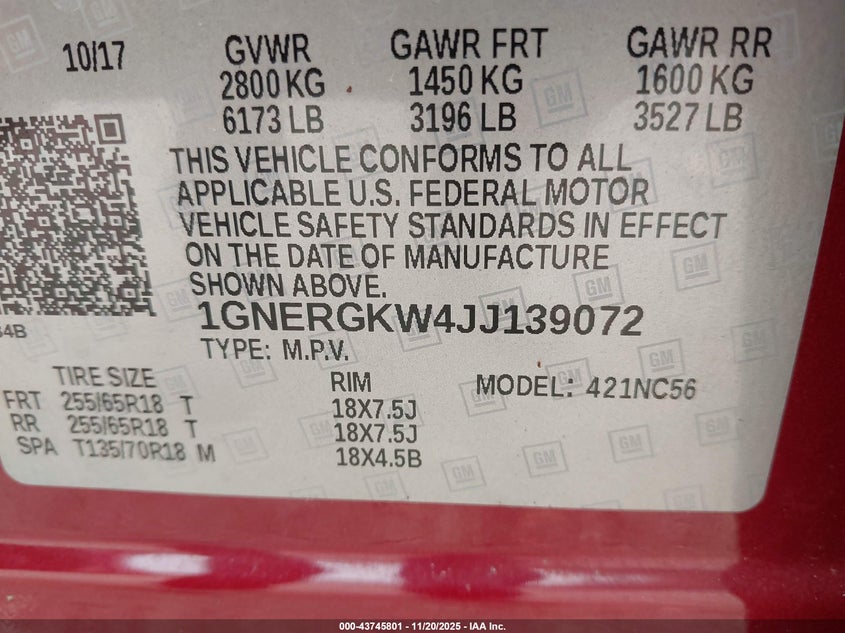 10/17 GVWR GAWR FRT GAWR RR
2800 KG 1450 KG 1600 KG
6173 LB 3196 LB 3527 LB
THIS VEHICLE CONFORMS TO ALL
APPLICABLE U.S. FEDERAL MOTOR
VEHICLE SAFETY STANDARDS IN EFFECT
ON THE DATE OF MANUFACTURE
SHOWN ABOVE.
1GNERGKW4JJ139072
TYPE: M.P.V.
TIRE SIZE RIM MODEL: 421NC56
FRT 255/65R18 T 18X7.5J
RR 255/65R18 T 18X7.5J
SPA T135/70R18 M 18X4.5B
000-43745801 - 11/20/2025 - IAA Inc.